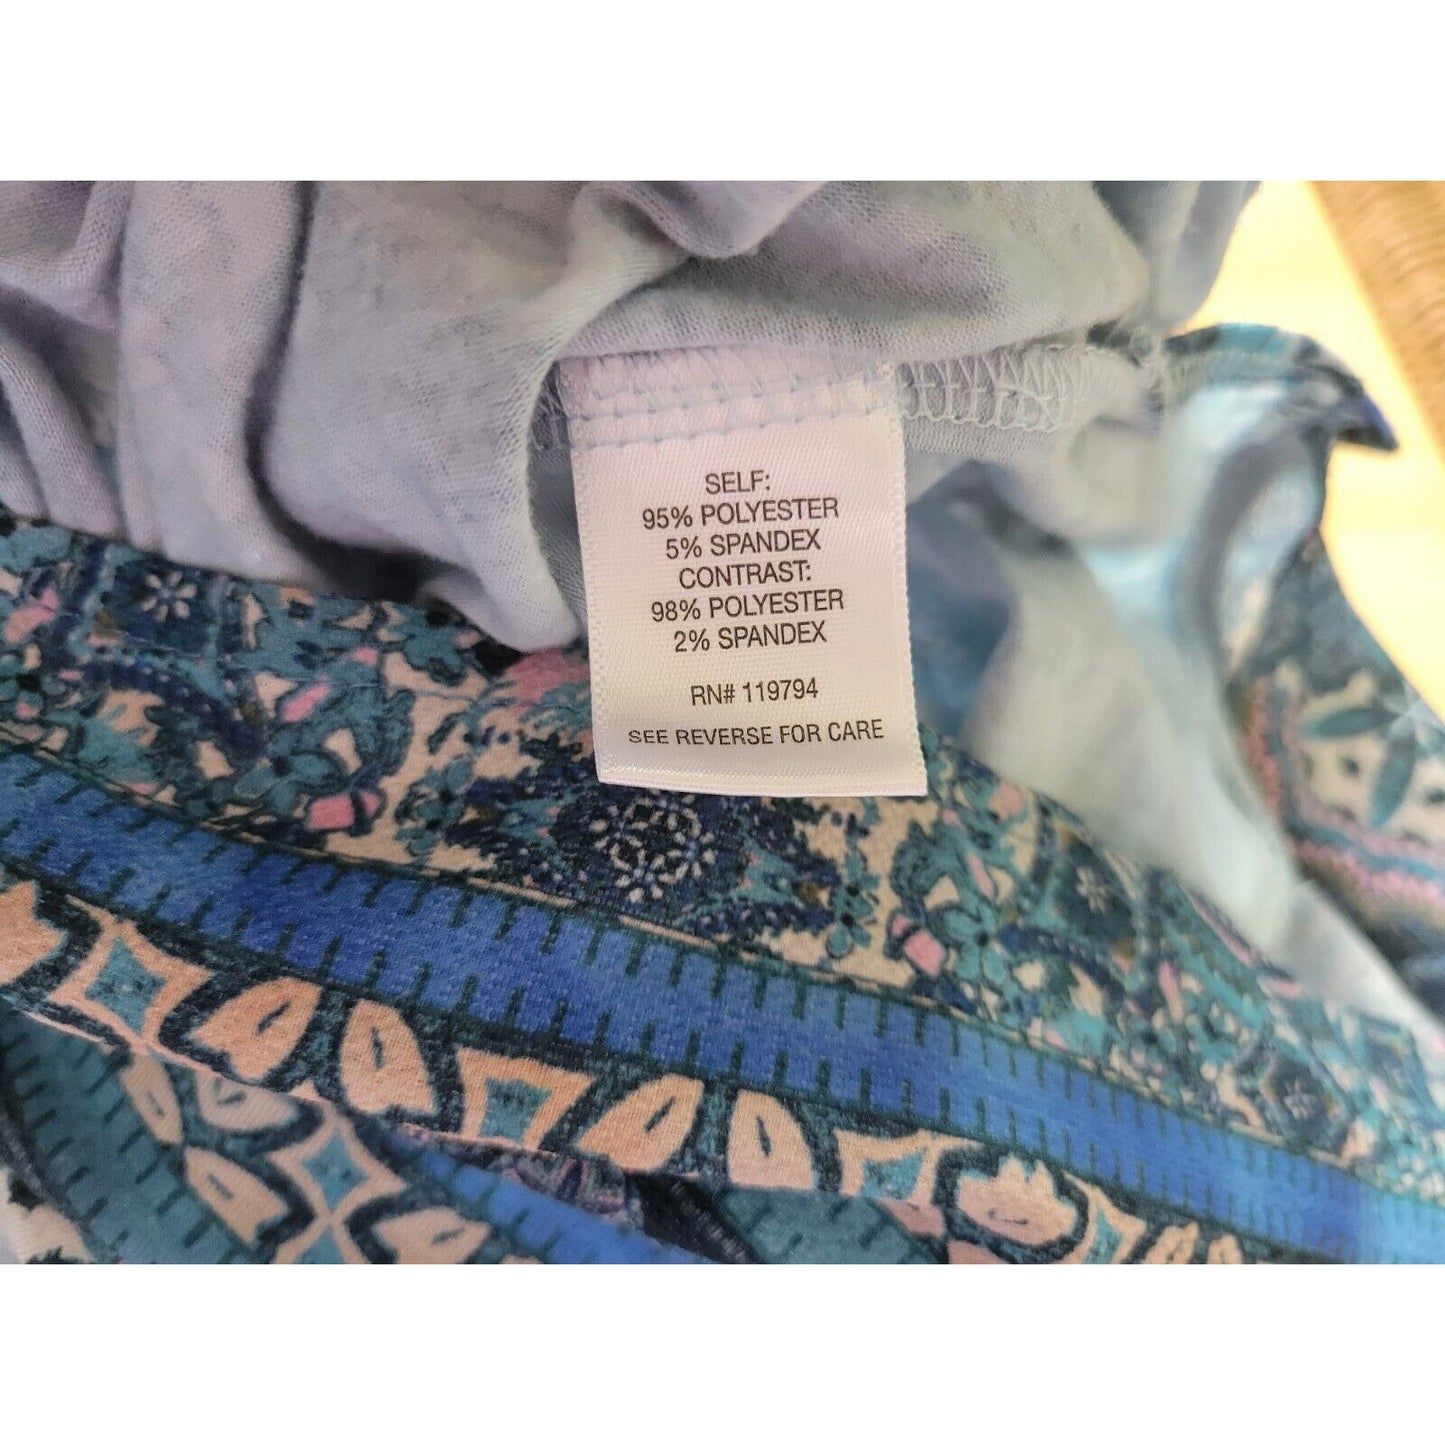 SELF:
95% POLYESTER
5% SPANDEX
CONTRAST:
98% POLYESTER
2% SPANDEX
RN# 119794
SEE REVERSE FOR CARE